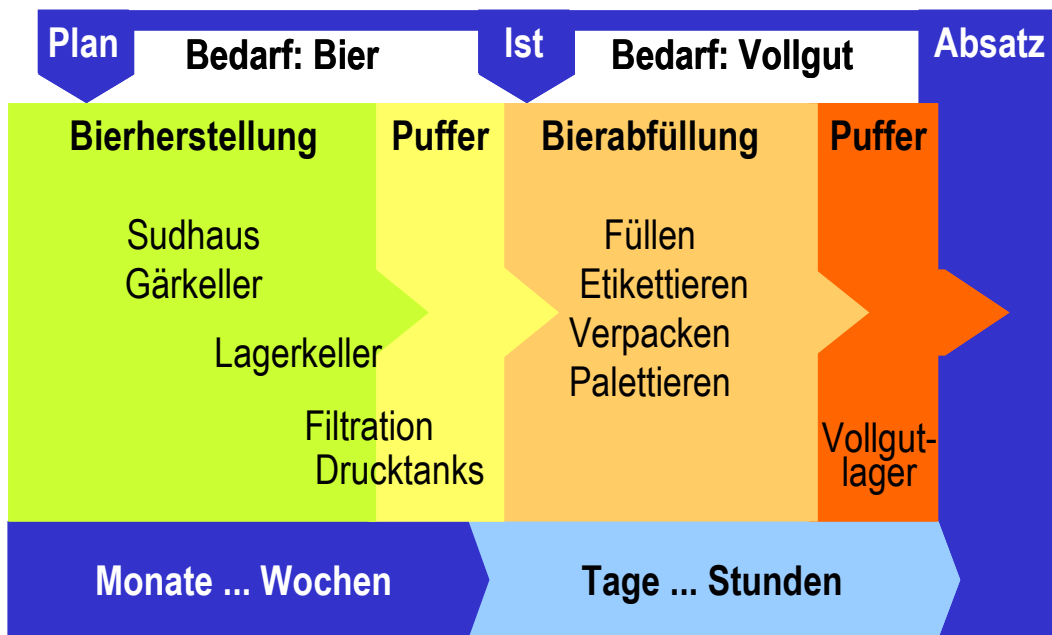 Plan
Bedarf: Bier
Ist
Bedarf: Vollgut
Absatz
Bierherstellung
Puffer
Bierabfüllung
Puffer
Sudhaus
Gärkeller
Lagerkeller
Filtration
Drucktanks
Füllen
Etikettieren
Verpacken
Palettieren
Vollgut-
lager
Monate ... Wochen
Tage ... Stunden